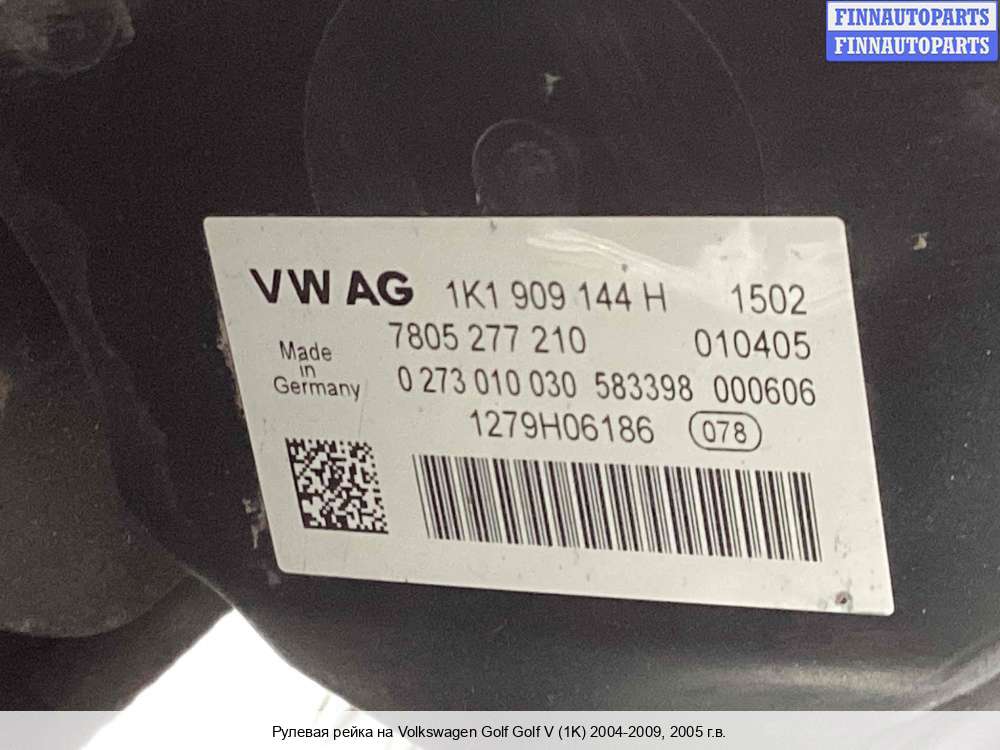 FINNAUTOPARTS
FINNAUTOPARTS
VW AG 1K1 909 144 H 1502
7805 277 210 010405
Made in Germany
0 273 010 030 583398 000606
1279H06186 078
Рулевая рейка на Volkswagen Golf Golf V (1K) 2004-2009, 2005 г.в.